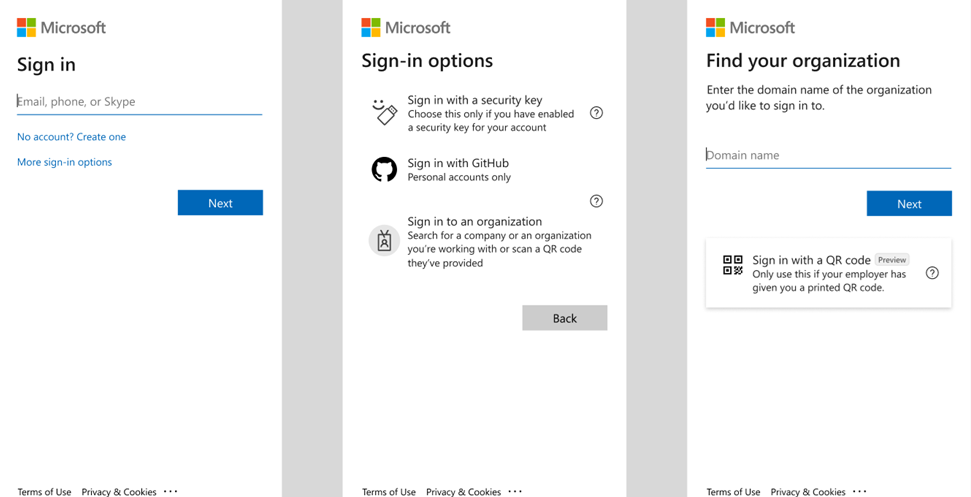 Microsoft
Sign in
Email, phone, or Skype
No account? Create one
More sign-in options
Next
Terms of Use Privacy & Cookies ···
Microsoft
Sign-in options
Sign in with a security key
Choose this only if you have enabled
a security key for your account
?
Sign in with GitHub
Personal accounts only
?
Sign in to an organization
Search for a company or an organization
you're working with or scan a QR code
they've provided
Back
Terms of Use Privacy & Cookies ···
Microsoft
Find your organization
Enter the domain name of the organization
you'd like to sign in to.
Domain name
Next
Sign in with a QR code Preview
Only use this if your employer has
given you a printed QR code.
?
Terms of Use Privacy & Cookies ···